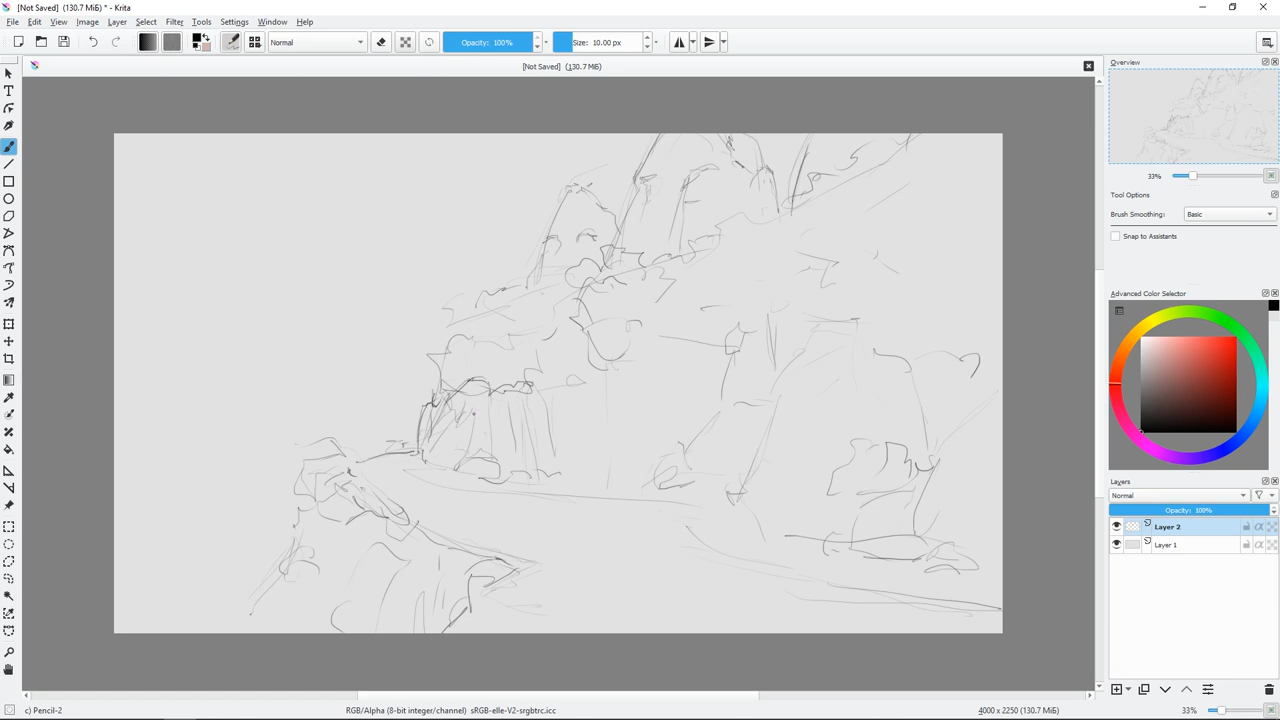 [Not Saved] (130.7 MiB) * - Krita
File Edit View Image Layer Select Filter Tools Settings Window Help
Normal
Opacity: 100%
Size: 10.00 px
[Not Saved] (130.7 MiB)
Overview
33%
Tool Options
Brush Smoothing: Basic
Snap to Assistants
Advanced Color Selector
Layers
Normal
Opacity: 100%
Layer 2
Layer 1
c) Pencil-2
RGB/Alpha (8-bit integer/channel) sRGB-elle-V2-srgbtrc.icc
4000 x 2250 (130.7 MiB)
33%